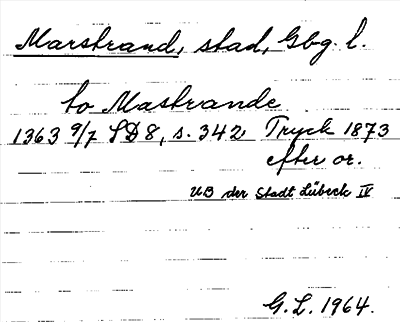 Marstrand, stad, Gbg. l.
to Mastrande
1363 9/7 SD 8, s. 342 Tryck 1873
efter or.
UB der Stadt Lübeck IV
G.L. 1964.